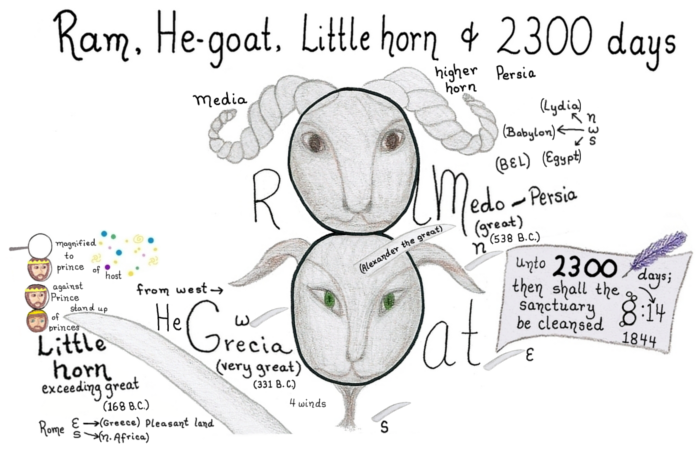 Ram, He-goat, Little horn & 2300 days
media
higher horn
Persia
(Lydia)
n
(Babylon) ← W
S
(Egypt)
(BEL)
RAMedo - Persia
(great)
(538 B.C.)
n
(Alexander the great)
magnified
to
prince
of host
against
Prince
stand up
of
princes
from west →
He Goat
W
Grecia
(very great)
(331 B.C.)
4 winds
S
E
Little
horn
exceeding great
(168 B.C.)
Rome E → (Greece) Pleasant land
S → (n. Africa)
unto 2300 days;
then shall the
sanctuary
be cleansed
8:14
1844